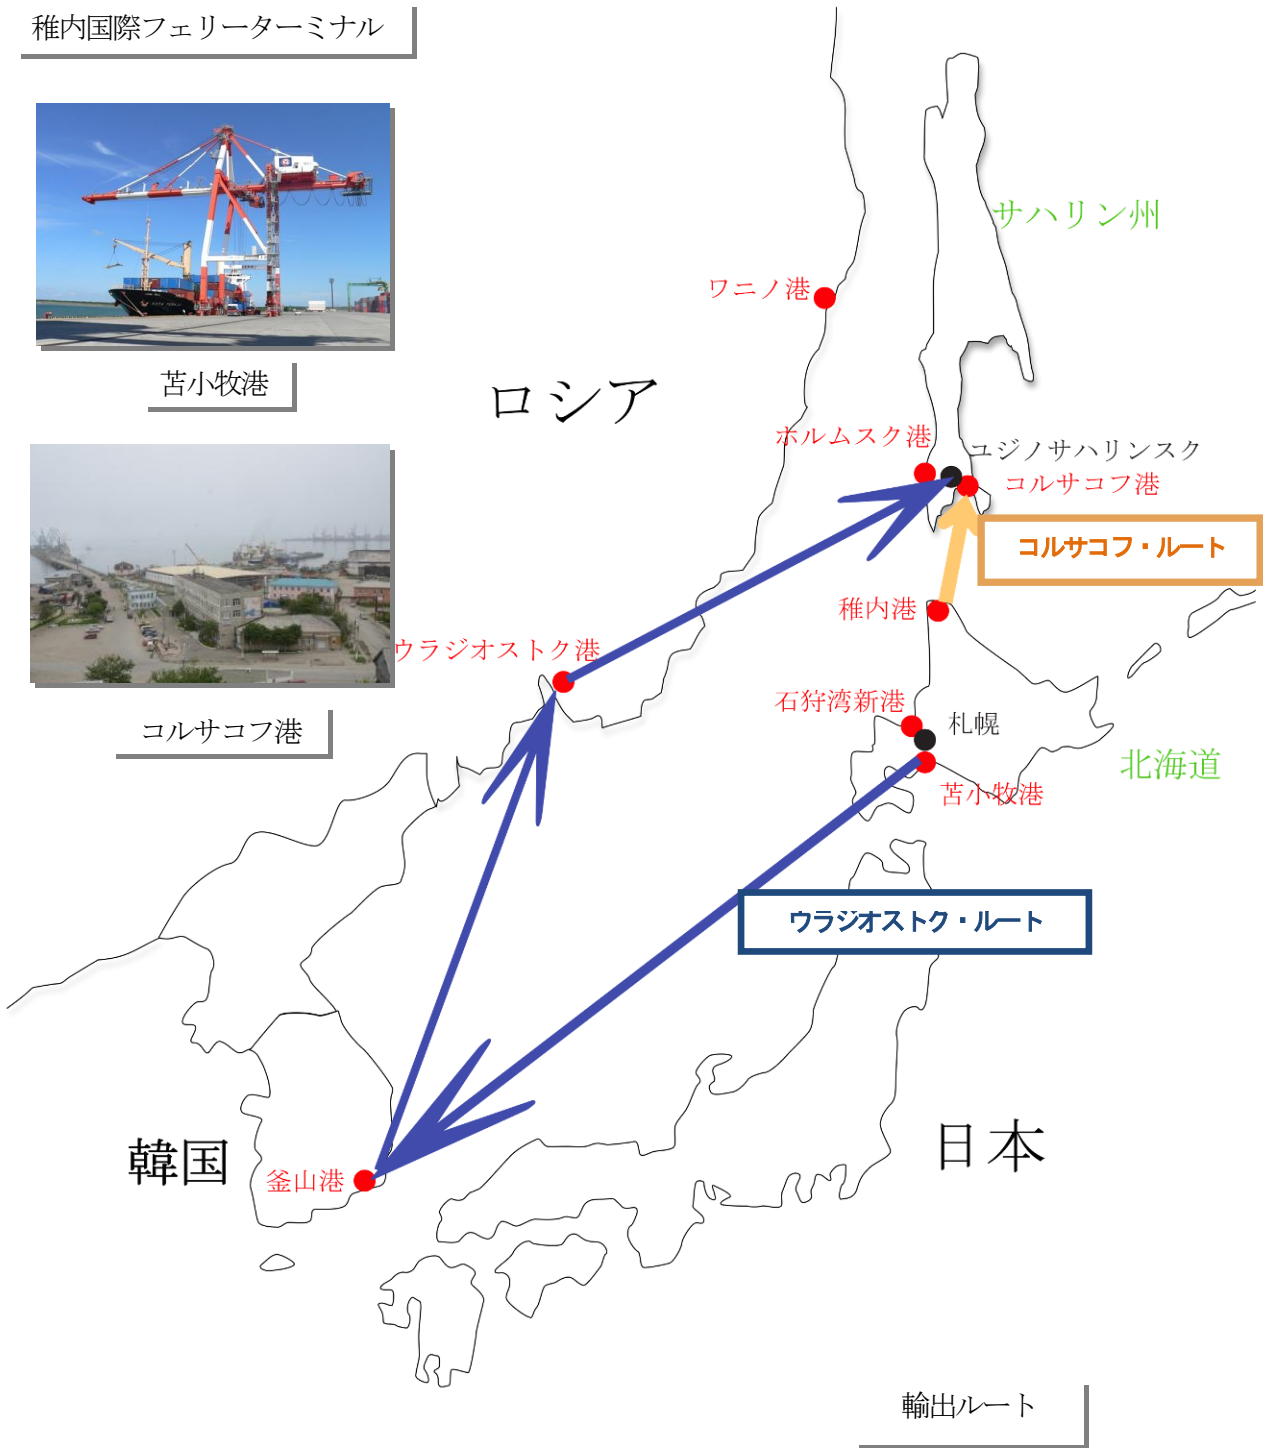 稚内国際フェリーターミナル
サハリン州
ワニノ港
苫小牧港
ロシア
ホルムスク港
ユジノサハリンスク
コルサコフ港
コルサコフ・ルート
稚内港
ウラジオストク港
石狩湾新港
札幌
コルサコフ港
北海道
苫小牧港
ウラジオストク・ルート
日本
韓国
釜山港
輸出ルート